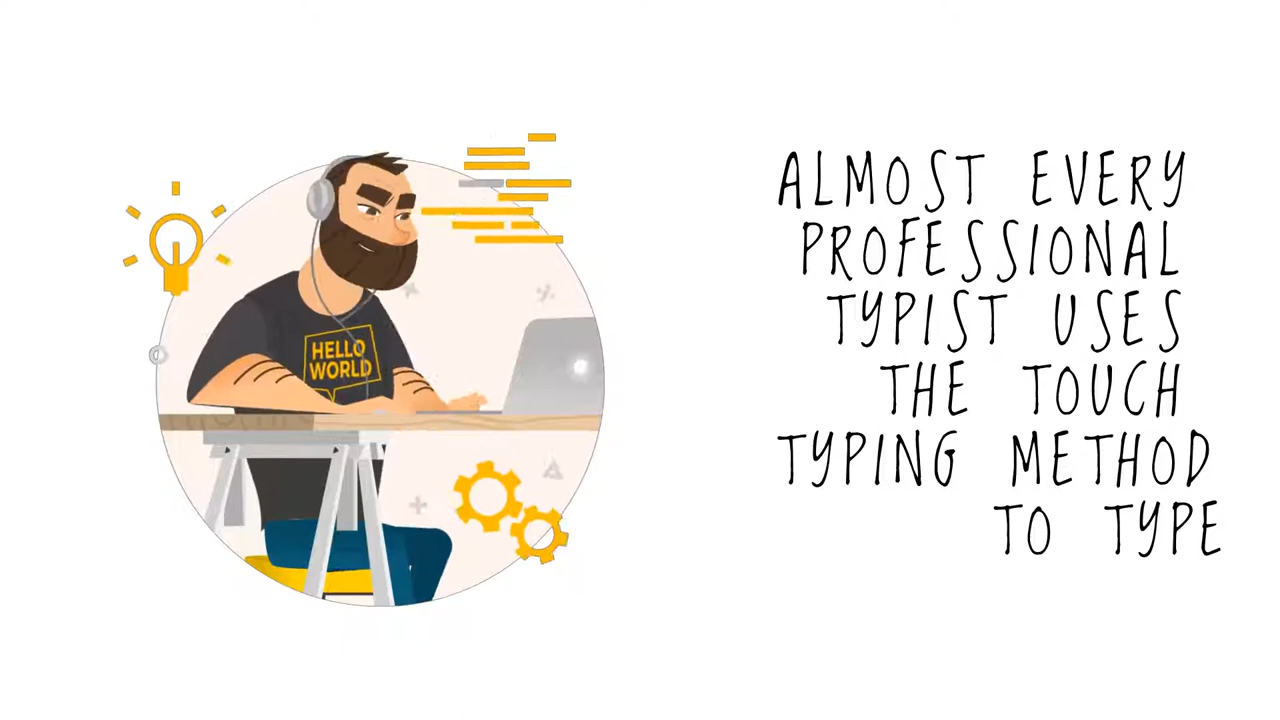 HELLO
WORLD
ALMOST EVERY
PROFESSIONAL
TYPIST USES
THE TOUCH
TYPING METHOD
TO TYPE